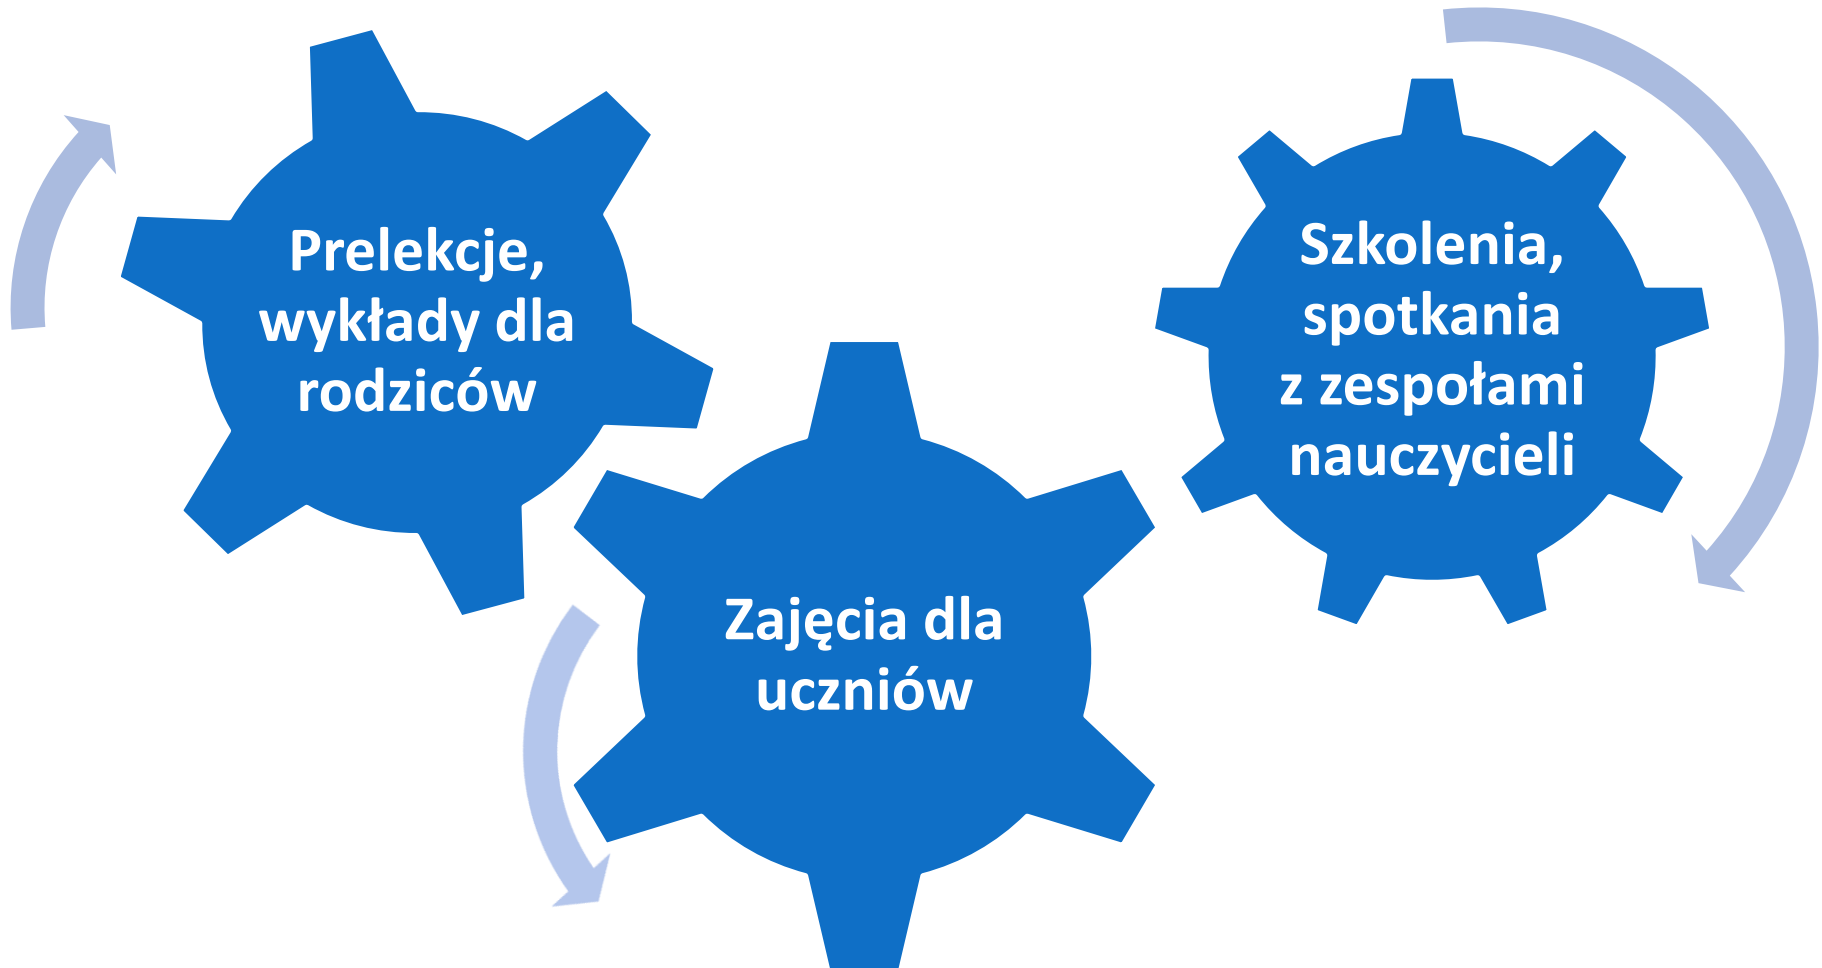 Prelekcje,
wykłady dla
rodziców
Szkolenia,
spotkania
z zespołami
nauczycieli
Zajęcia dla
uczniów